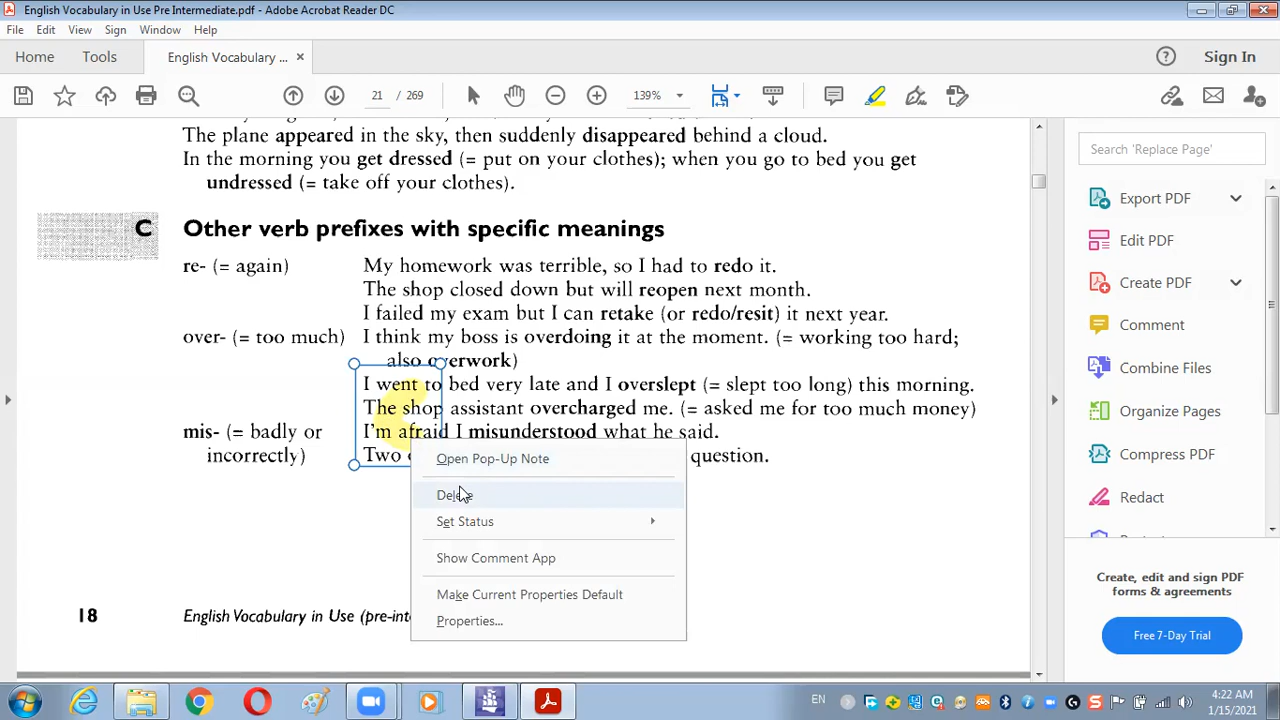 English Vocabulary in Use Pre Intermediate.pdf - Adobe Acrobat Reader DC
File Edit View Sign Window Help
Home Tools English Vocabulary ... × Sign In
21 / 269 139%
Search 'Replace Page'
The plane appeared in the sky, then suddenly disappeared behind a cloud.
In the morning you get dressed (= put on your clothes); when you go to bed you get
undressed (= take off your clothes).
C Other verb prefixes with specific meanings
re- (= again) My homework was terrible, so I had to redo it.
The shop closed down but will reopen next month.
I failed my exam but I can retake (or redo/resit) it next year.
over- (= too much) I think my boss is overdoing it at the moment. (= working too hard;
also overwork)
I went to bed very late and I overslept (= slept too long) this morning.
The shop assistant overcharged me. (= asked me for too much money)
mis- (= badly or I'm afraid I misunderstood what he said.
incorrectly) Two question.
Open Pop-Up Note
Delete
Set Status
Show Comment App
Make Current Properties Default
Properties...
18 English Vocabulary in Use (pre-inte
Export PDF
Edit PDF
Create PDF
Comment
Combine Files
Organize Pages
Compress PDF
Redact
Create, edit and sign PDF
forms & agreements
Free 7-Day Trial
EN
4:22 AM
1/15/2021